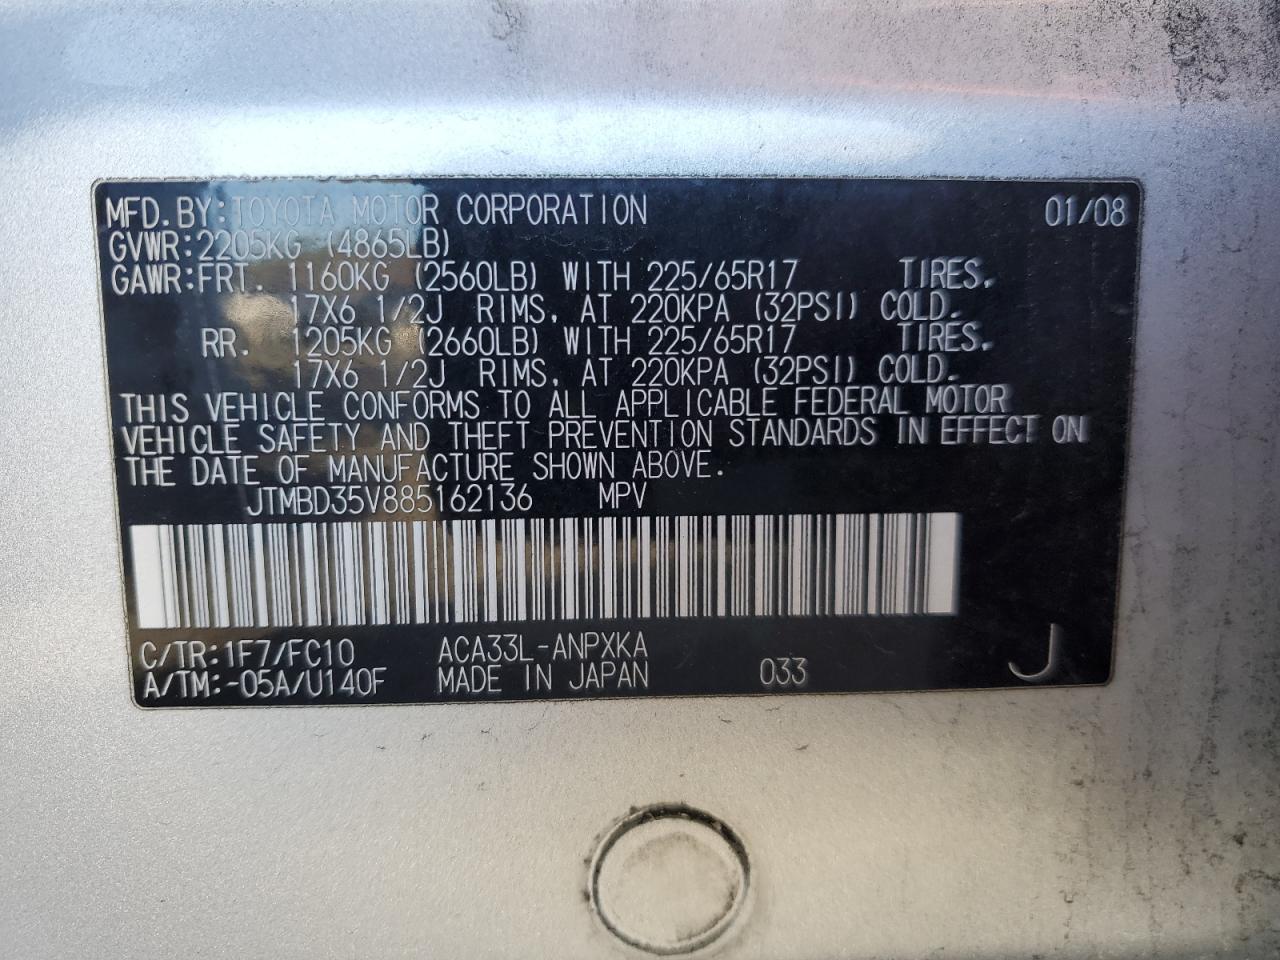 MFD. BY: TOYOTA MOTOR CORPORATION 01/08
GVWR: 2205KG (4865LB)
GAWR: FRT. 1160KG (2560LB) WITH 225/65R17 TIRES.
17X6 1/2J RIMS, AT 220KPA (32PSI) COLD.
RR. 1205KG (2660LB) WITH 225/65R17 TIRES.
17X6 1/2J RIMS, AT 220KPA (32PSI) COLD.
THIS VEHICLE CONFORMS TO ALL APPLICABLE FEDERAL MOTOR
VEHICLE SAFETY AND THEFT PREVENTION STANDARDS IN EFFECT ON
THE DATE OF MANUFACTURE SHOWN ABOVE.
JTMBD35V885162136 MPV
C/TR: 1F7/FC10 ACA33L-ANPXKA
A/TM: -05A/U140F MADE IN JAPAN 033 J